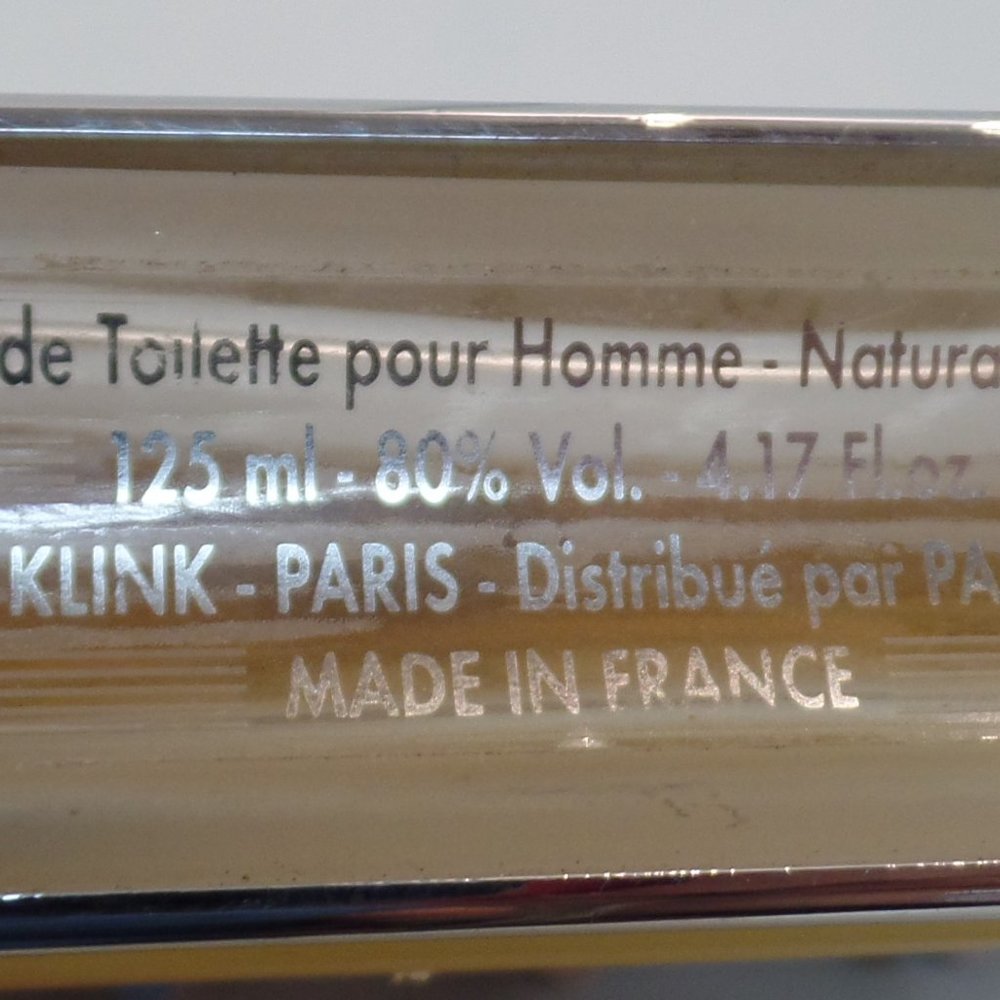 de Toilette pour Homme - Natura
125 ml - 80% Vol. - 4.17 Fl.oz.
KLINK - PARIS - Distribué par PA
MADE IN FRANCE